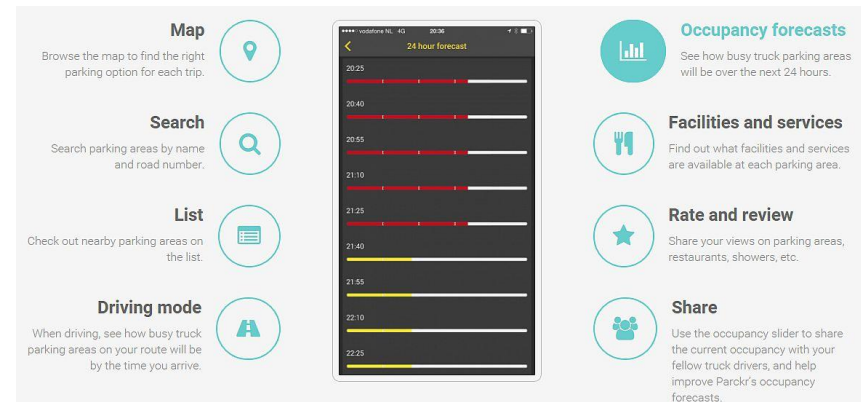 Map
Browse the map to find the right
parking option for each trip.
Search
Search parking areas by name
and road number.
List
Check out nearby parking areas on
the list.
Driving mode
When driving, see how busy truck
parking areas on your route will be
by the time you arrive.
vodafone NL 4G 20:36
24 hour forecast
20:25
20:40
20:55
21:10
21:25
21:40
21:55
22:10
22:25
Occupancy forecasts
See how busy truck parking areas
will be over the next 24 hours.
Facilities and services
Find out what facilities and services
are available at each parking area.
Rate and review
Share your views on parking areas,
restaurants, showers, etc.
Share
Use the occupancy slider to share
the current occupancy with your
fellow truck drivers, and help
improve Parckr's occupancy
forecasts.